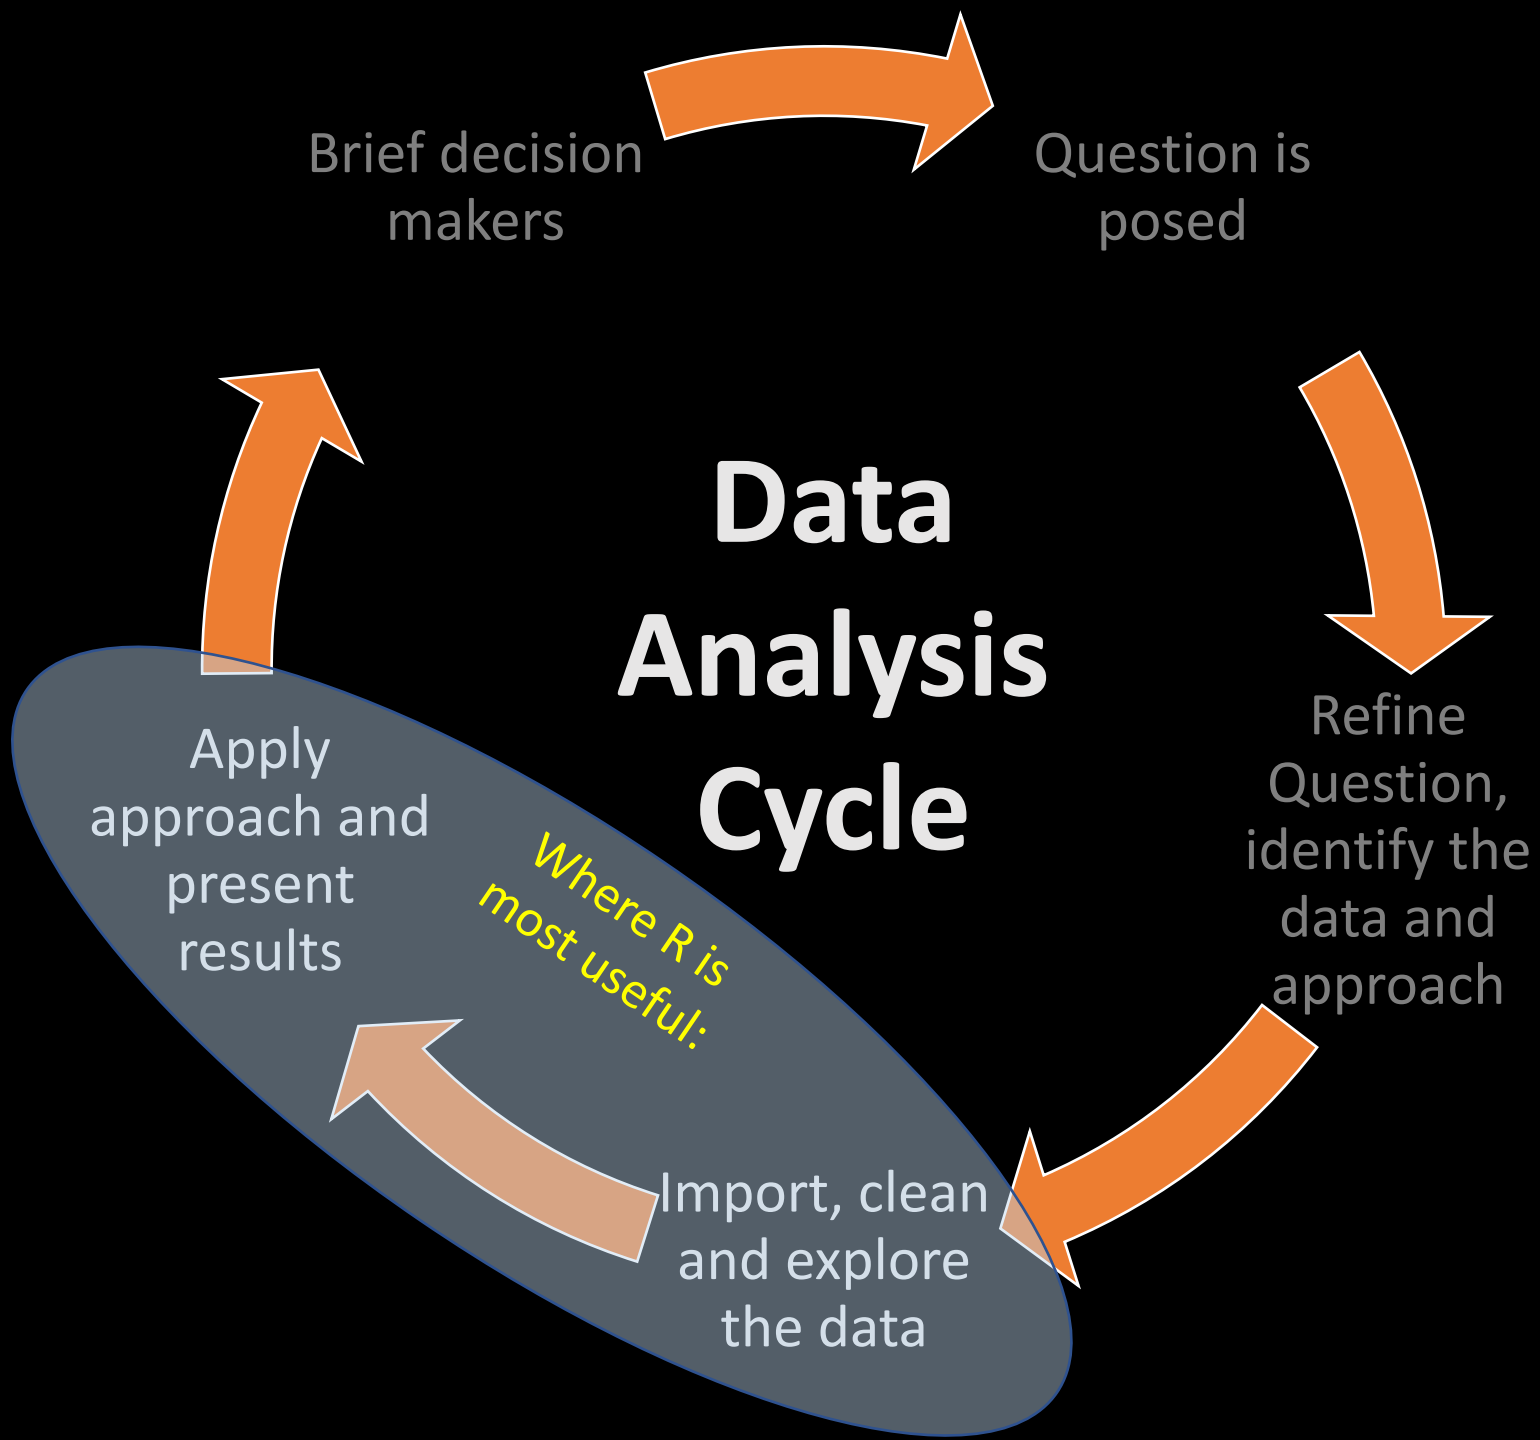 Brief decision
makers
Question is
posed
Data
Analysis
Cycle
Refine
Question,
identify the
data and
approach
Apply
approach and
present
results
Where R is
most useful:
Import, clean
and explore
the data